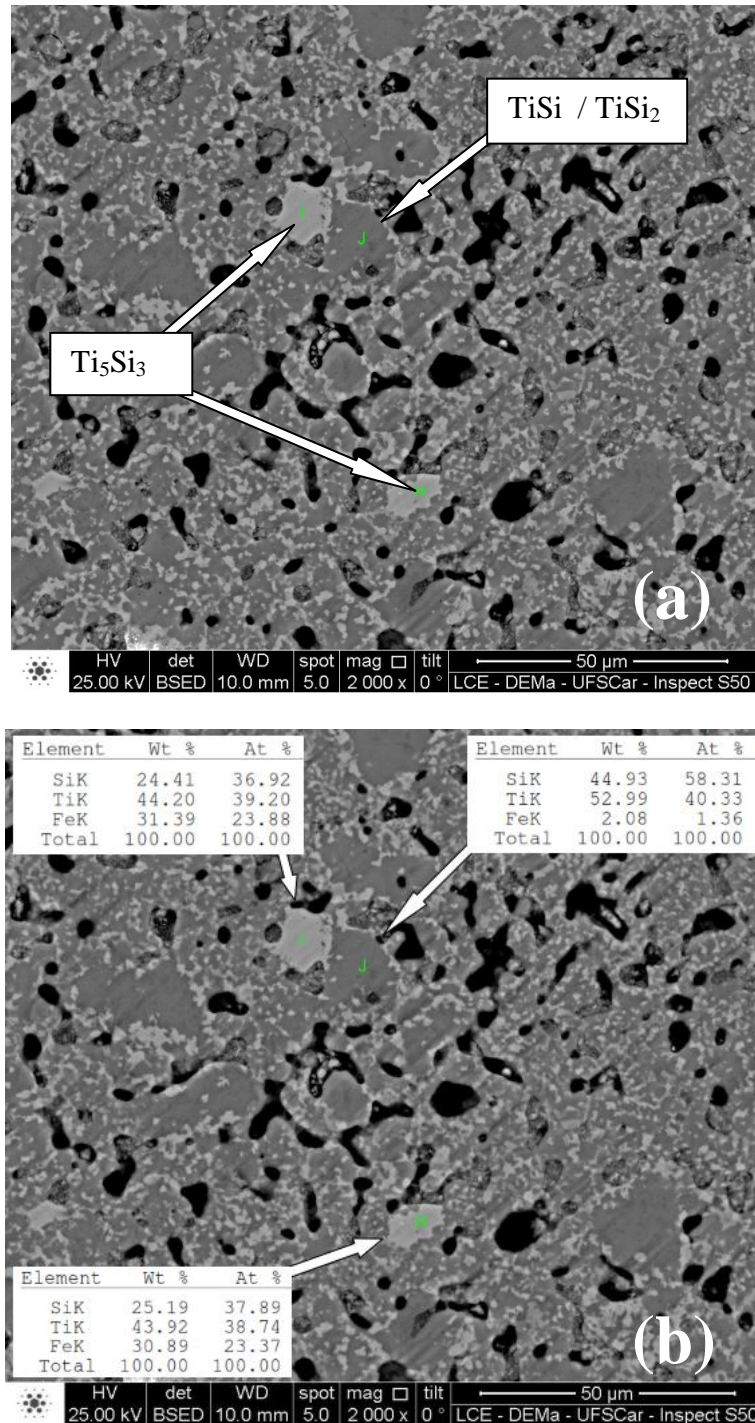 TiSi / TiSi₂
I
J
Ti₅Si₃
(a)
HV det WD spot mag □ tilt 50 µm
25.00 kV BSED 10.0 mm 5.0 2 000 x 0 ° LCE - DEMa - UFSCar - Inspect S50
Element Wt % At %
SiK 24.41 36.92
TiK 44.20 39.20
FeK 31.39 23.88
Total 100.00 100.00
Element Wt % At %
SiK 44.93 58.31
TiK 52.99 40.33
FeK 2.08 1.36
Total 100.00 100.00
J
Element Wt % At %
SiK 25.19 37.89
TiK 43.92 38.74
FeK 30.89 23.37
Total 100.00 100.00
(b)
HV det WD spot mag □ tilt 50 µm
25.00 kV BSED 10.0 mm 5.0 2 000 x 0 ° LCE - DEMa - UFSCar - Inspect S50